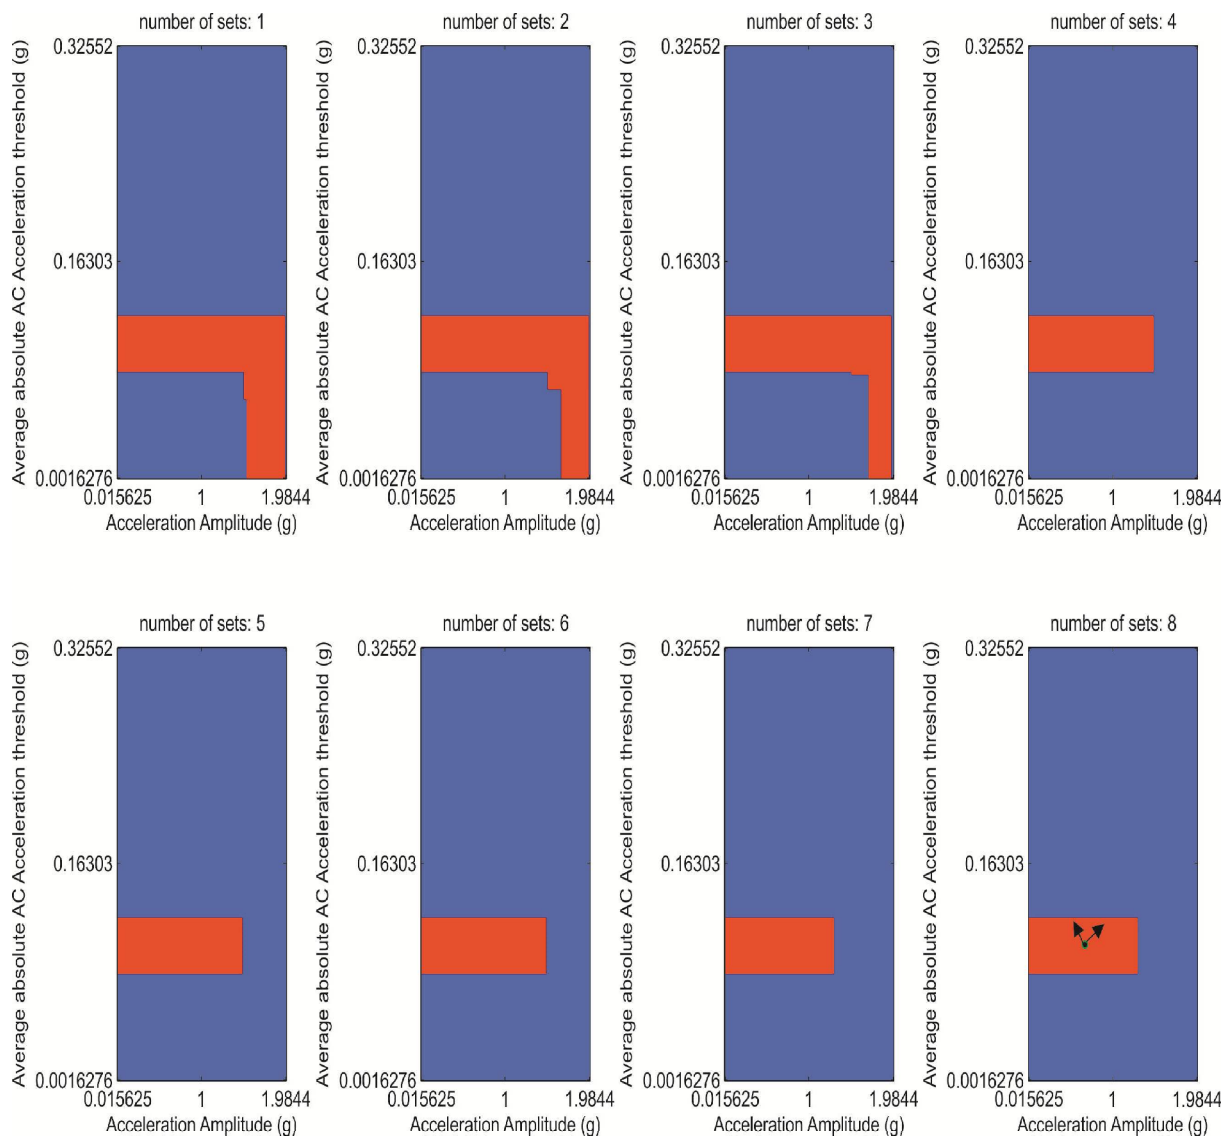 number of sets: 1
Average absolute AC Acceleration threshold (g)
0.32552
0.16303
0.0016276
0.015625 1 1.9844
Acceleration Amplitude (g)
number of sets: 2
Average absolute AC Acceleration threshold (g)
0.32552
0.16303
0.0016276
0.015625 1 1.9844
Acceleration Amplitude (g)
number of sets: 3
Average absolute AC Acceleration threshold (g)
0.32552
0.16303
0.0016276
0.015625 1 1.9844
Acceleration Amplitude (g)
number of sets: 4
Average absolute AC Acceleration threshold (g)
0.32552
0.16303
0.0016276
0.015625 1 1.9844
Acceleration Amplitude (g)
number of sets: 5
Average absolute AC Acceleration threshold (g)
0.32552
0.16303
0.0016276
0.015625 1 1.9844
Acceleration Amplitude (g)
number of sets: 6
Average absolute AC Acceleration threshold (g)
0.32552
0.16303
0.0016276
0.015625 1 1.9844
Acceleration Amplitude (g)
number of sets: 7
Average absolute AC Acceleration threshold (g)
0.32552
0.16303
0.0016276
0.015625 1 1.9844
Acceleration Amplitude (g)
number of sets: 8
Average absolute AC Acceleration threshold (g)
0.32552
0.16303
0.0016276
0.015625 1 1.9844
Acceleration Amplitude (g)